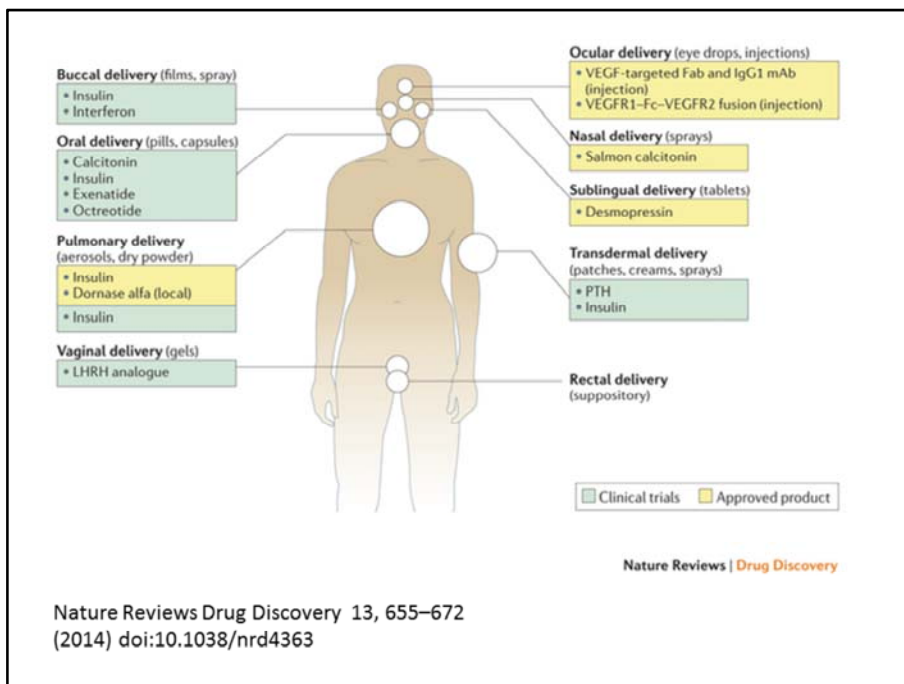 Buccal delivery (films, spray)
• Insulin
• Interferon
Oral delivery (pills, capsules)
• Calcitonin
• Insulin
• Exenatide
• Octreotide
Pulmonary delivery
(aerosols, dry powder)
• Insulin
• Dornase alfa (local)
• Insulin
Vaginal delivery (gels)
• LHRH analogue
Ocular delivery (eye drops, injections)
• VEGF-targeted Fab and IgG1 mAb
(injection)
• VEGFR1–Fc–VEGFR2 fusion (injection)
Nasal delivery (sprays)
• Salmon calcitonin
Sublingual delivery (tablets)
• Desmopressin
Transdermal delivery
(patches, creams, sprays)
• PTH
• Insulin
Rectal delivery
(suppository)
Clinical trials Approved product
Nature Reviews | Drug Discovery
Nature Reviews Drug Discovery 13, 655–672
(2014) doi:10.1038/nrd4363